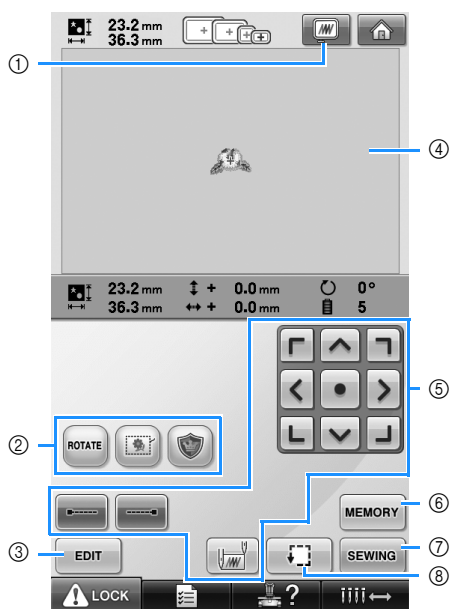 23.2 mm
36.3 mm
①
④
23.2 mm + 0.0 mm 0°
36.3 mm + 0.0 mm 5
⑤
②
ROTATE
MEMORY
⑥
③
EDIT
SEWING
⑦
⑧
LOCK
?